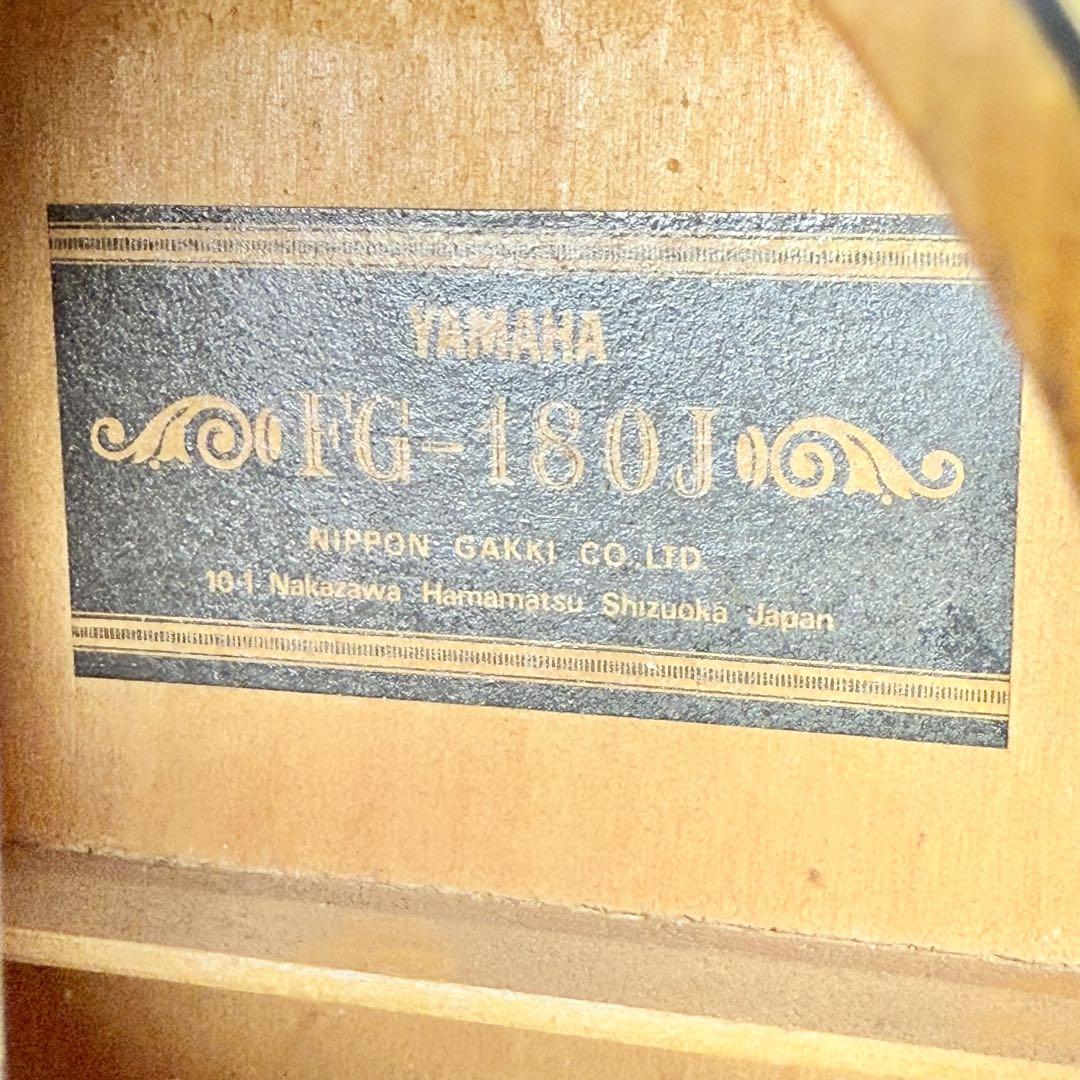 YAMAHA
FG-180J
NIPPON GAKKI CO.,LTD.
10-1 Nakazawa Hamamatsu Shizuoka Japan